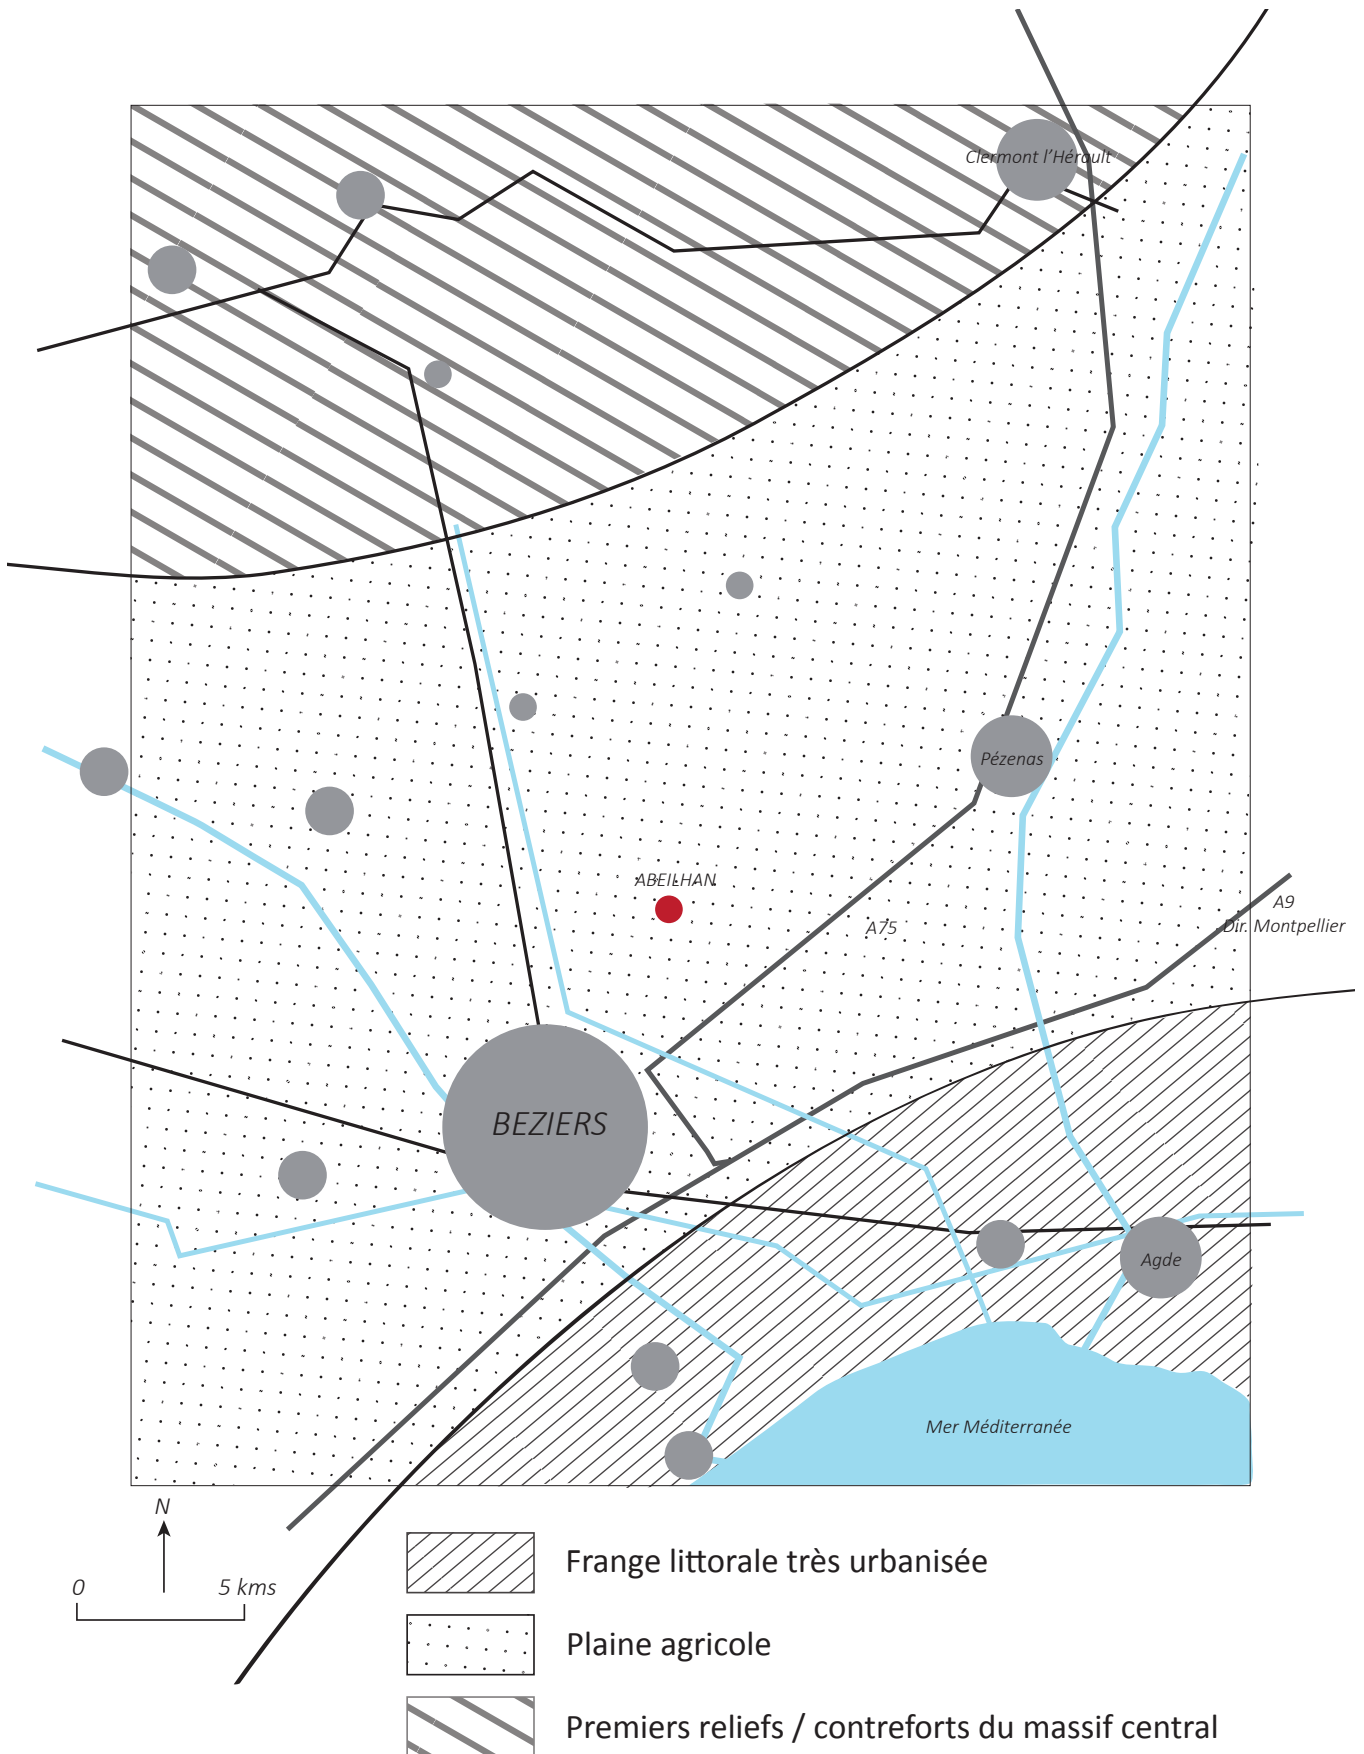 Clermont l'Hérault
Pézenas
ABEILHAN
A75
A9
Dir. Montpellier
BEZIERS
Agde
Mer Méditerranée
N
0
5 kms
Frange littorale très urbanisée
Plaine agricole
Premiers reliefs / contreforts du massif central